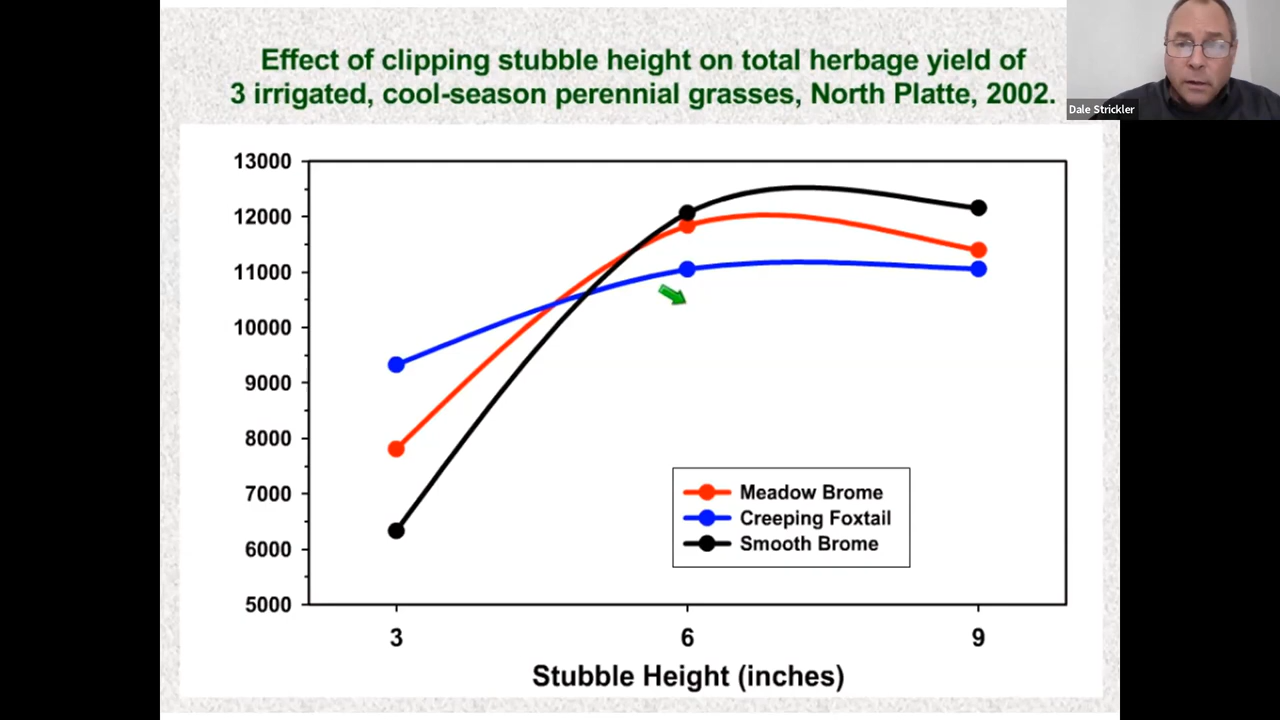 Effect of clipping stubble height on total herbage yield of
3 irrigated, cool-season perennial grasses, North Platte, 2002.
Dale Strickler
13000
12000
11000
10000
9000
8000
7000
6000
5000
Meadow Brome
Creeping Foxtail
Smooth Brome
3 6 9
Stubble Height (inches)